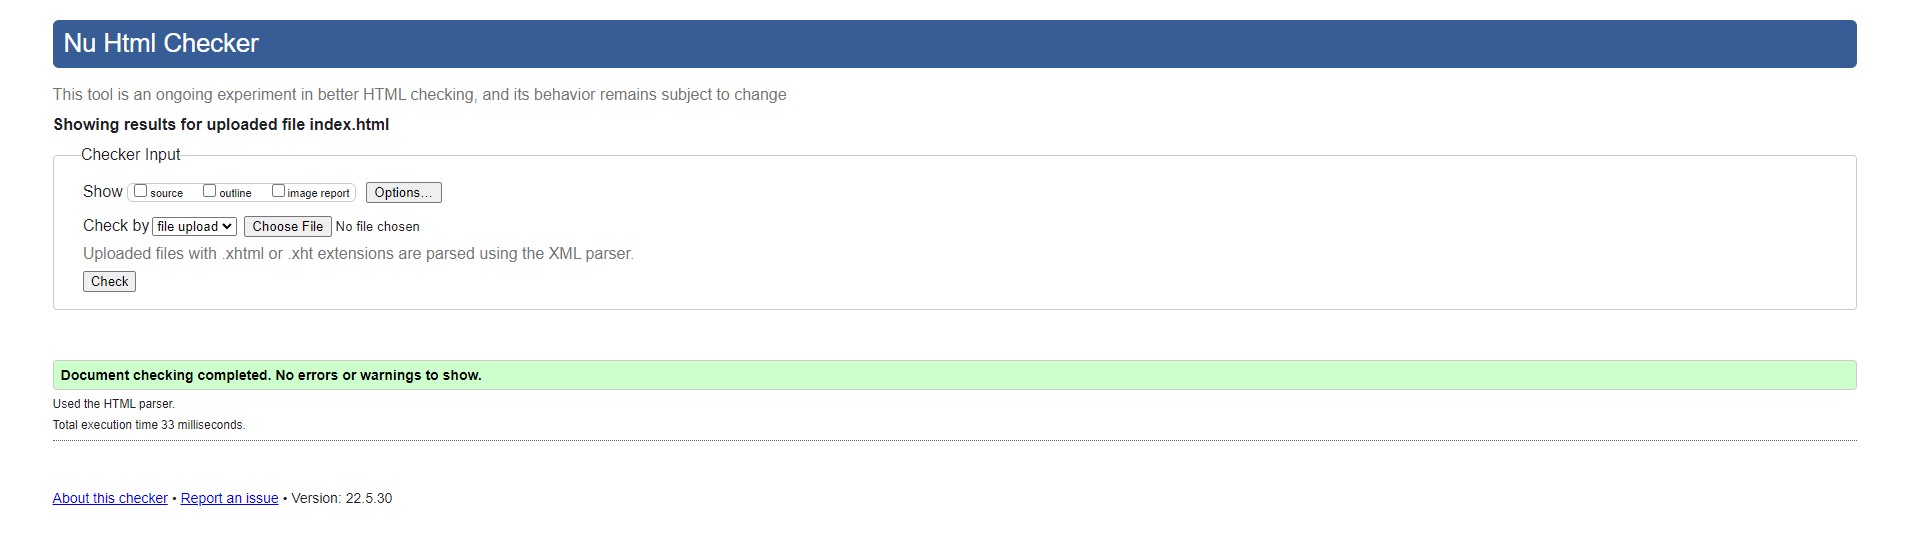 Nu Html Checker
This tool is an ongoing experiment in better HTML checking, and its behavior remains subject to change
Showing results for uploaded file index.html
Checker Input
Show source outline image report Options...
Check by file upload Choose File No file chosen
Uploaded files with .xhtml or .xht extensions are parsed using the XML parser.
Check
Document checking completed. No errors or warnings to show.
Used the HTML parser.
Total execution time 33 milliseconds.
About this checker • Report an issue • Version: 22.5.30